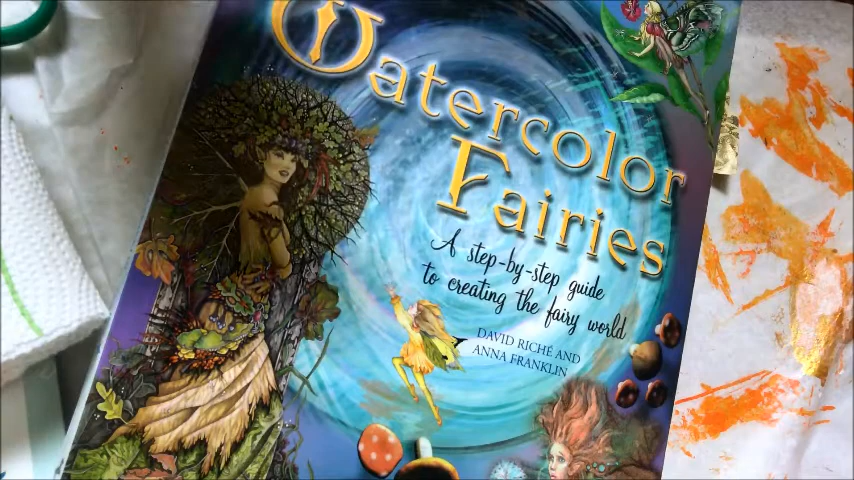 Watercolor
Fairies
A step-by-step guide
to creating the fairy world
DAVID RICHÉ AND
ANNA FRANKLIN